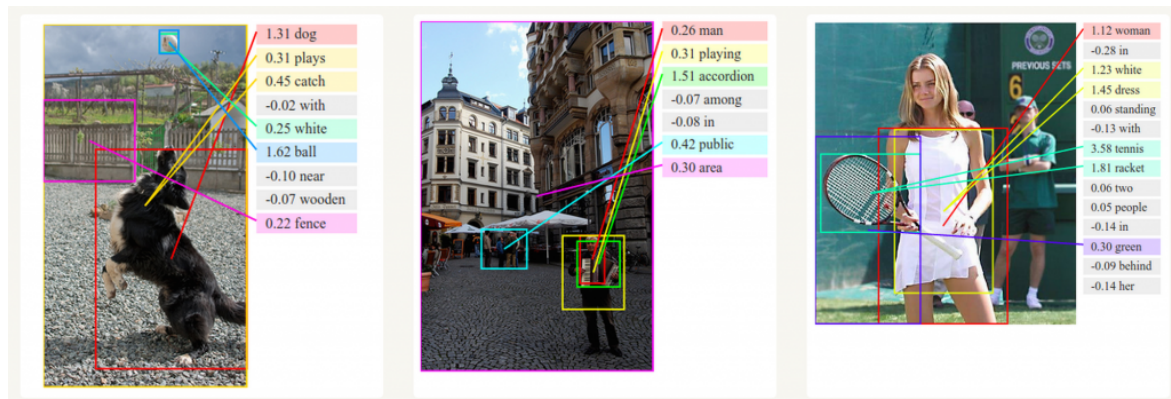 1.31 dog
0.31 plays
0.45 catch
-0.02 with
0.25 white
1.62 ball
-0.10 near
-0.07 wooden
0.22 fence
0.26 man
0.31 playing
1.51 accordion
-0.07 among
-0.08 in
0.42 public
0.30 area
PREVIOUS SETS
6
1.12 woman
-0.28 in
1.23 white
1.45 dress
0.06 standing
-0.13 with
3.58 tennis
1.81 racket
0.06 two
0.05 people
-0.14 in
0.30 green
-0.09 behind
-0.14 her